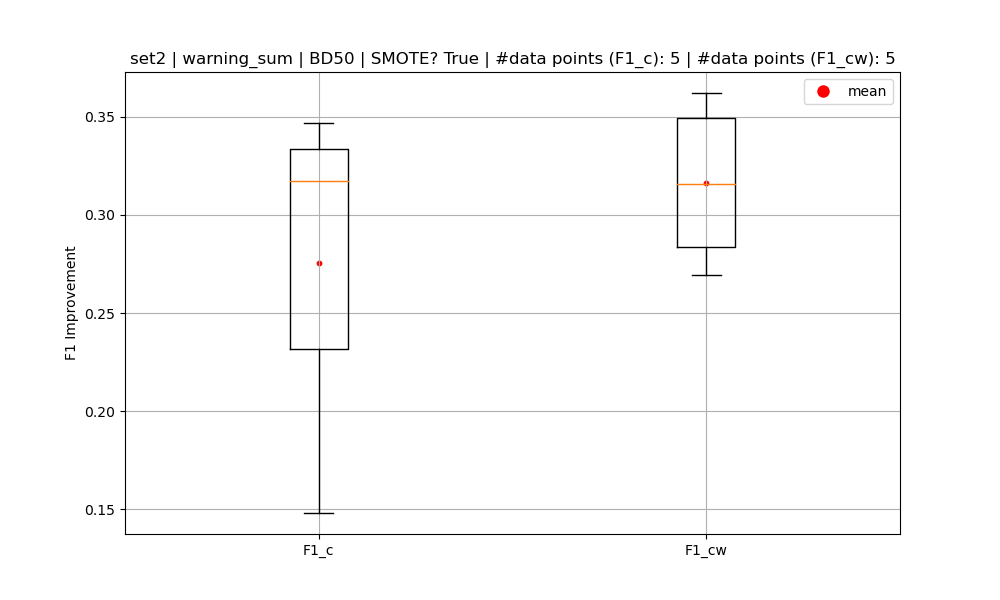 set2 | warning_sum | BD50 | SMOTE? True | #data points (F1_c): 5 | #data points (F1_cw): 5
mean
0.35
0.30
0.25
0.20
0.15
F1 Improvement
F1_c
F1_cw